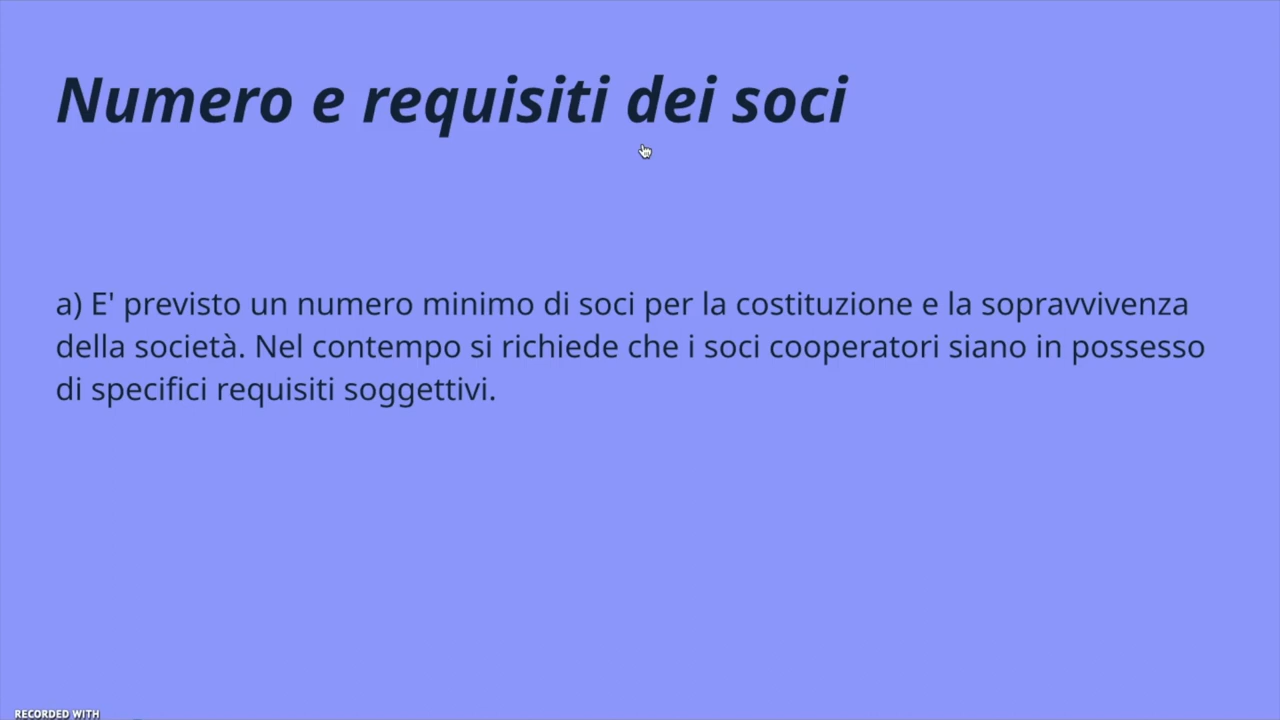 Numero e requisiti dei soci
a) E' previsto un numero minimo di soci per la costituzione e la sopravvivenza
della società. Nel contempo si richiede che i soci cooperatori siano in possesso
di specifici requisiti soggettivi.
RECORDED WITH